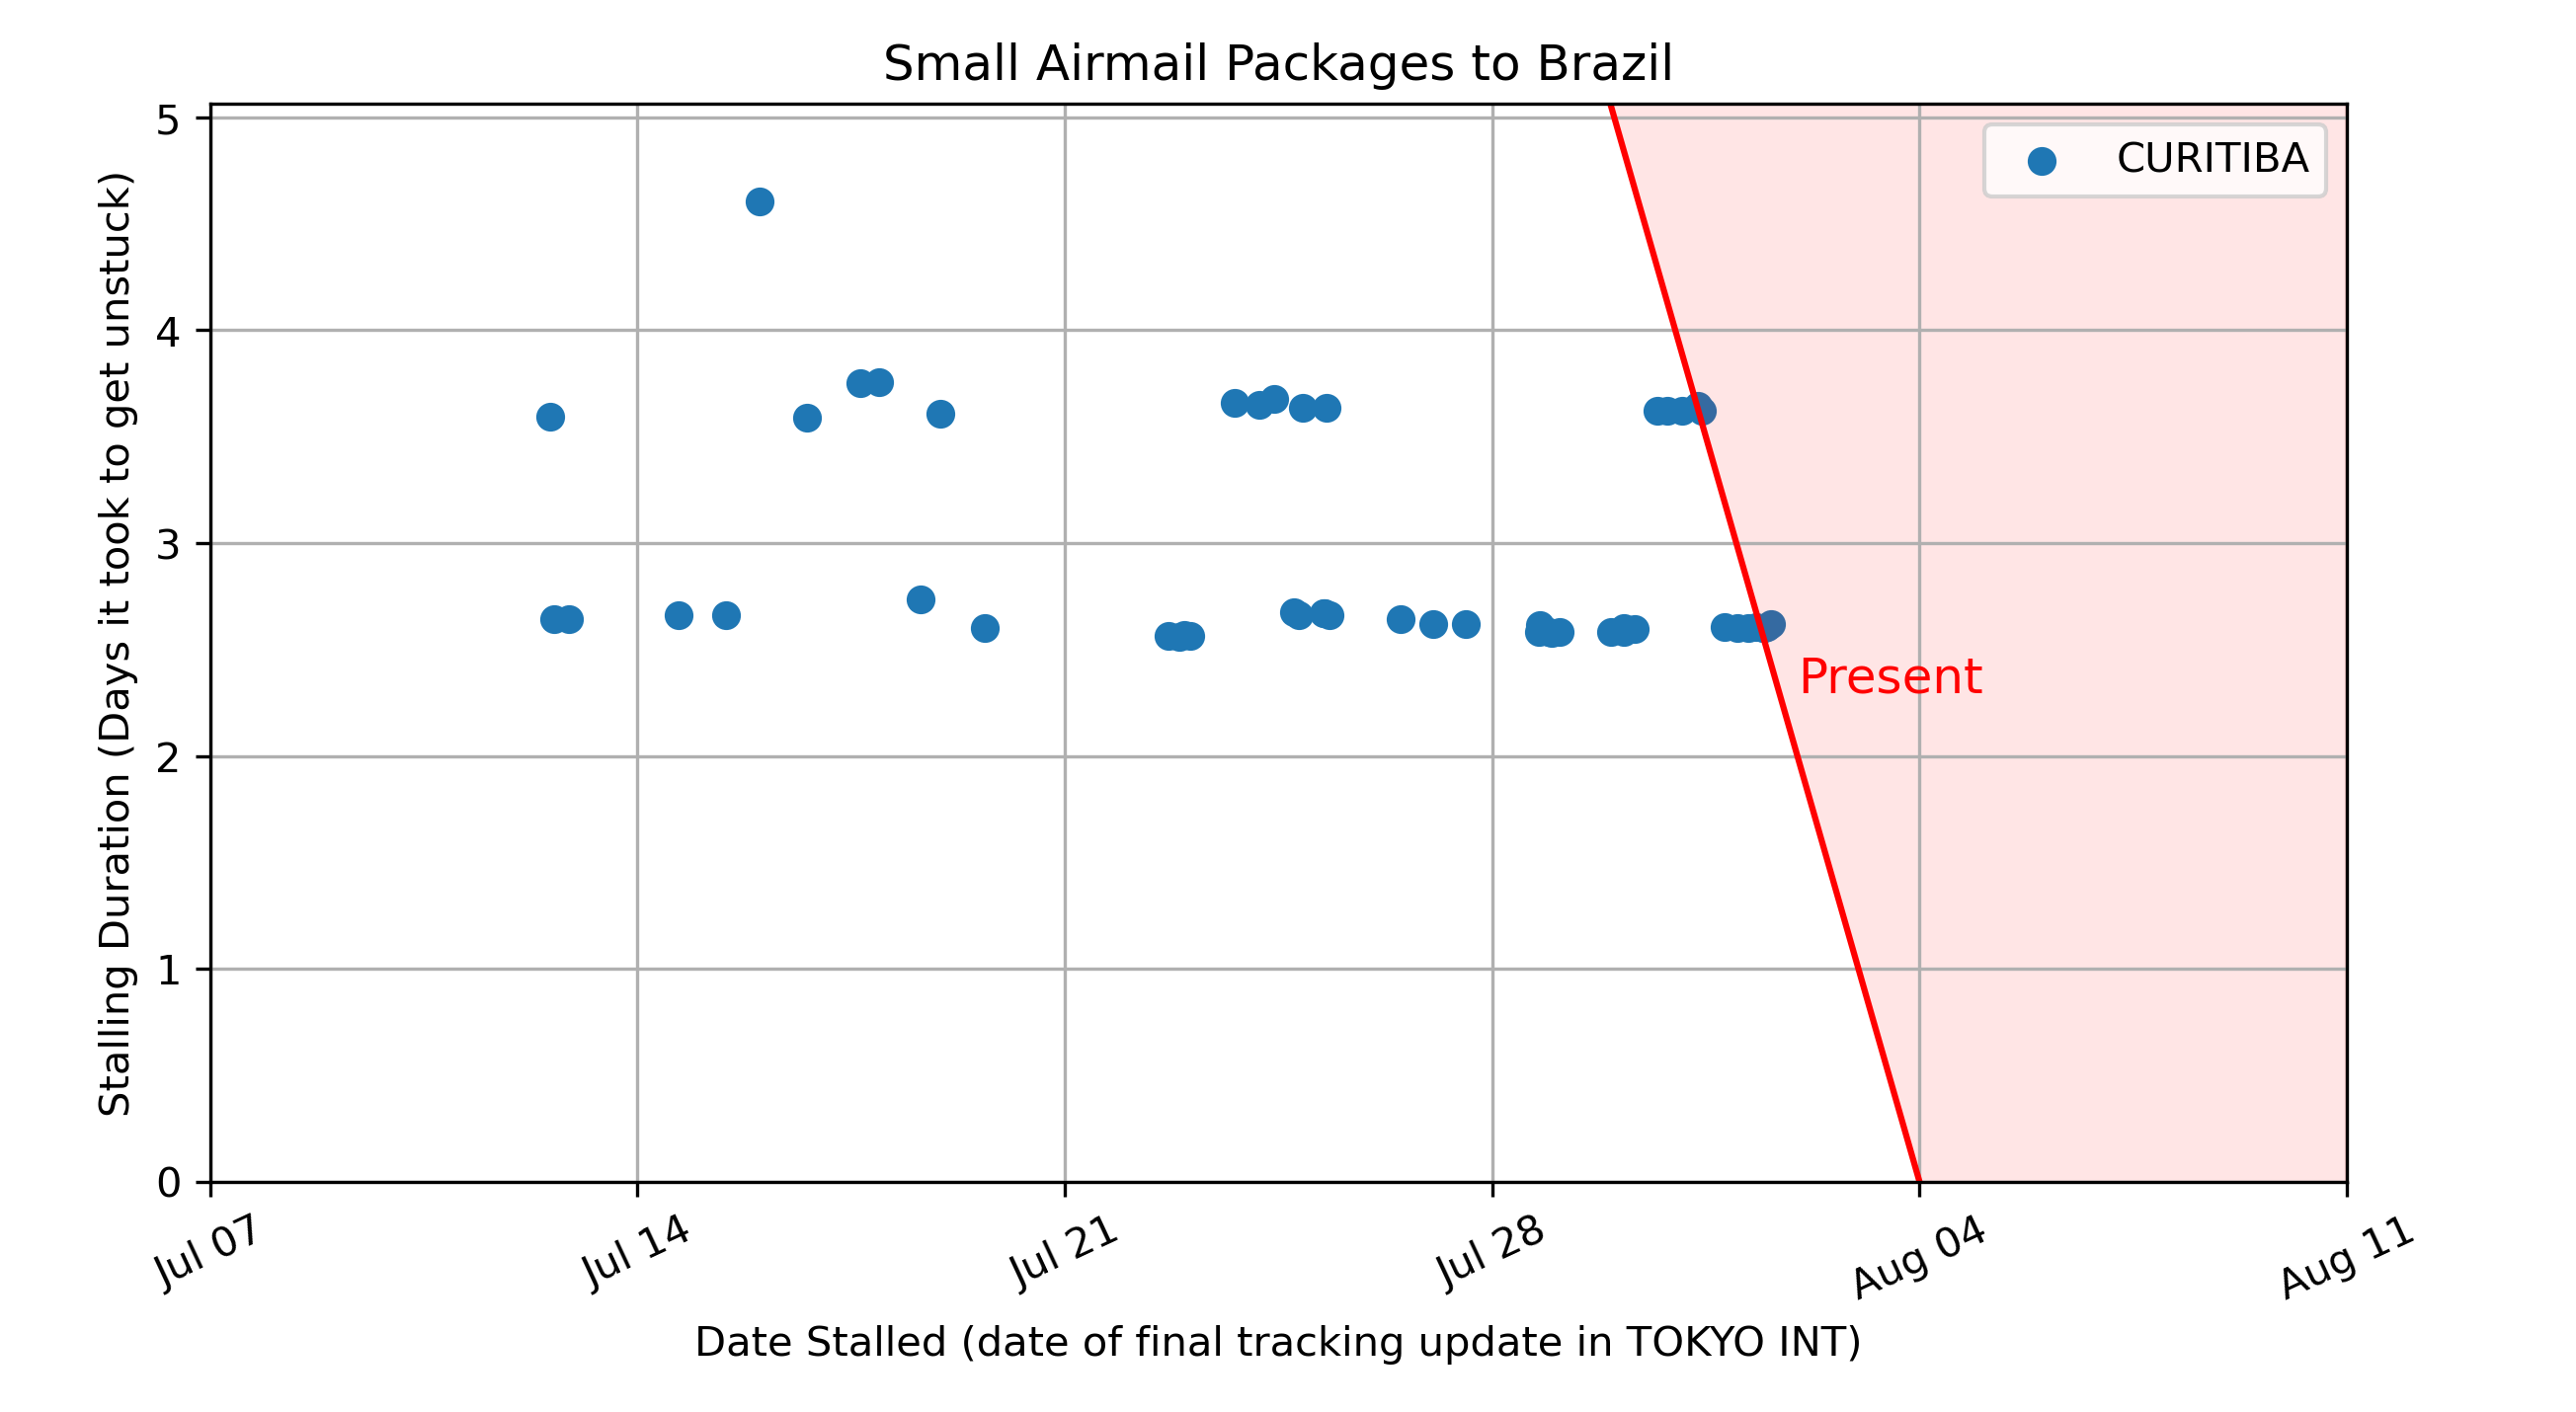 Small Airmail Packages to Brazil
Stalling Duration (Days it took to get unstuck)
5
4
3
2
1
0
CURITIBA
Present
Jul 07
Jul 14
Jul 21
Jul 28
Aug 04
Aug 11
Date Stalled (date of final tracking update in TOKYO INT)